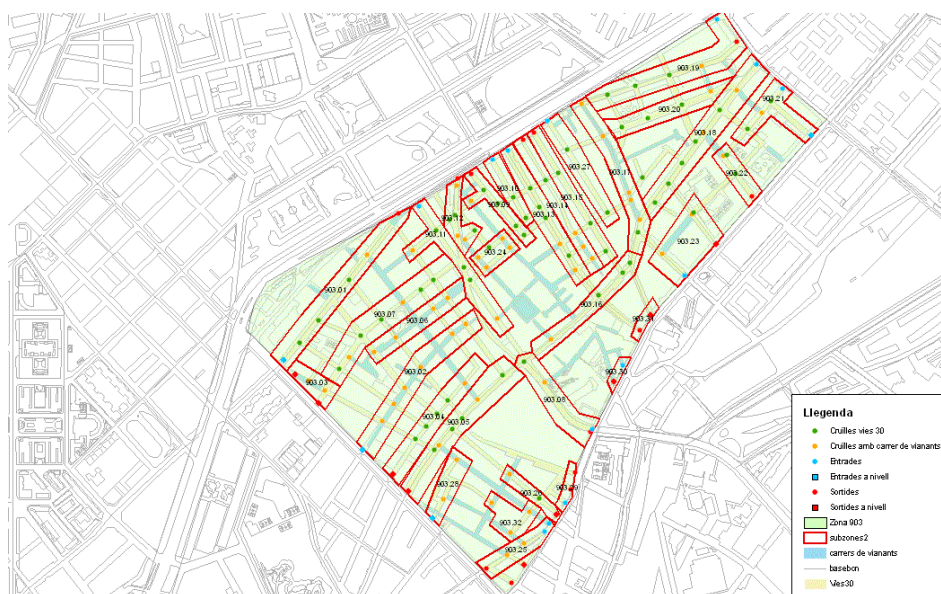 903.19
903.20
903.21
903.18
903.22
903.27
903.17
903.10
903.09
903.15
903.14
903.13
903.12
903.11
903.24
903.23
903.01
903.16
903.07
903.06
903.31
903.03
903.02
903.30
903.08
903.04
903.05
903.28
903.29
903.26
903.32
903.25
Llegenda
Cruilles vies 30
Cruilles amb carrer de vianants
Entrades
Entrades a nivell
Sortides
Sortides a nivell
Zona 903
subzones2
carrers de vianants
basebcn
Vies30